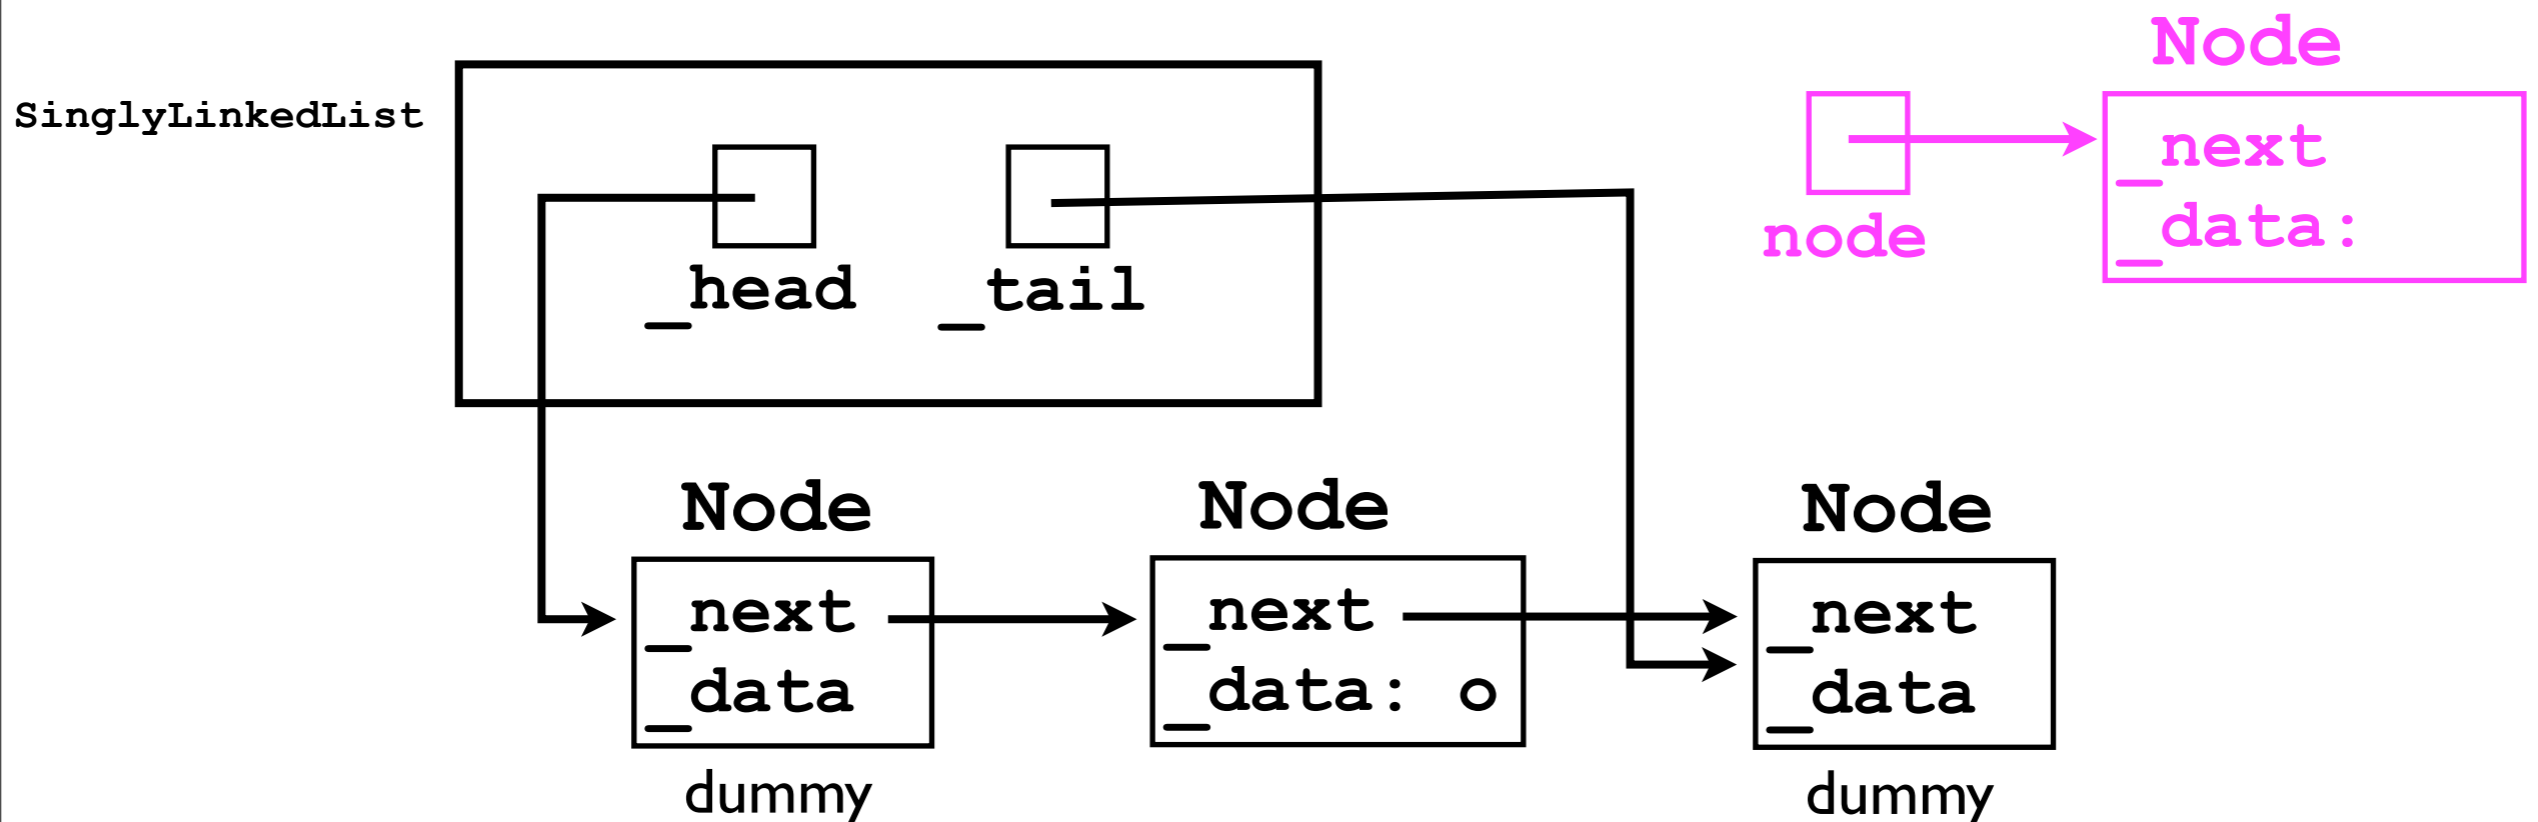 Node
SinglyLinkedList
_next
_data:
node
_head
_tail
Node
Node
Node
_next
_data
_next
_data: o
_next
_data
dummy
dummy